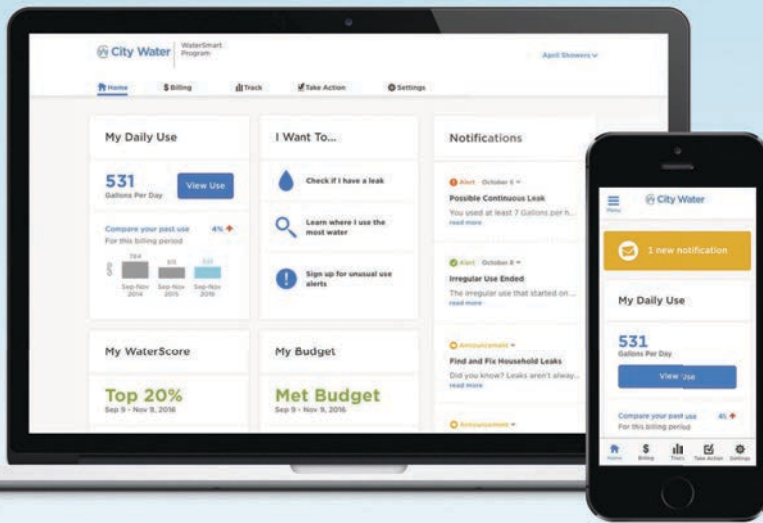 City Water
WaterSmart
Program
April Showers
Home
$ Billing
Track
Take Action
Settings
My Daily Use
531
Gallons Per Day
View Use
Compare your past use 4%
For this billing period
784
$
Sep-Nov
2014
Sep-Nov
2015
Sep-Nov
2016
I Want To...
Check if I have a leak
Learn where I use the
most water
Sign up for unusual use
alerts
Notifications
Alert October 5
Possible Continuous Leak
You used at least 7 Gallons per h...
read more
Alert October 8
Irregular Use Ended
The irregular use that started on ...
read more
Announcement
Find and Fix Household Leaks
Did you know? Leaks aren't alway...
read more
Announcement
My WaterScore
Top 20%
Sep 9 - Nov 9, 2016
My Budget
Met Budget
Sep 9 - Nov 9, 2016
Menu
City Water
1 new notification
My Daily Use
531
Gallons Per Day
View Use
Compare your past use 4%
For this billing period
Home
$
Billing
Track
Take Action
Settings